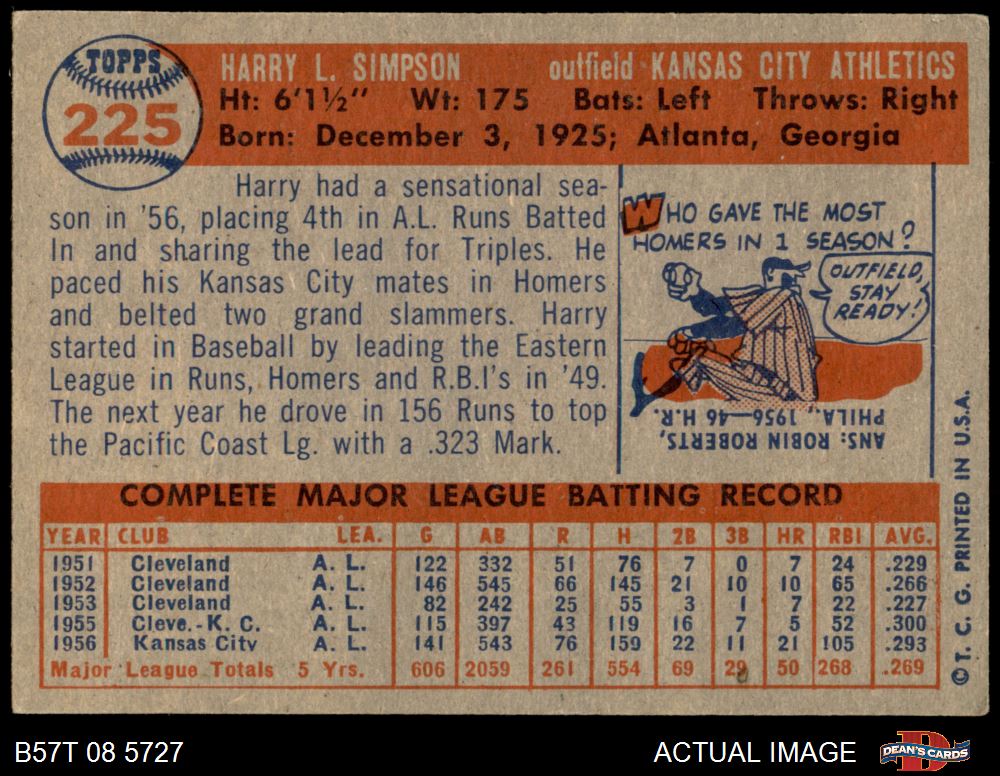 TOPPS
225
HARRY L. SIMPSON outfield KANSAS CITY ATHLETICS
Ht: 6'1½" Wt: 175 Bats: Left Throws: Right
Born: December 3, 1925; Atlanta, Georgia
Harry had a sensational sea-
son in '56, placing 4th in A.L. Runs Batted
In and sharing the lead for Triples. He
paced his Kansas City mates in Homers
and belted two grand slammers. Harry
started in Baseball by leading the Eastern
League in Runs, Homers and R.B.I's in '49.
The next year he drove in 156 Runs to top
the Pacific Coast Lg. with a .323 Mark.
WHO GAVE THE MOST
HOMERS IN 1 SEASON?
OUTFIELD,
STAY
READY!
ANS: ROBIN ROBERTS,
PHILA., 1956—46 H.R.
COMPLETE MAJOR LEAGUE BATTING RECORD
YEAR CLUB LEA. G AB R H 2B 3B HR RBI AVG.
1951 Cleveland A. L. 122 332 51 76 7 0 7 24 .229
1952 Cleveland A. L. 146 545 66 145 21 10 10 65 .266
1953 Cleveland A. L. 82 242 25 55 3 1 7 22 .227
1955 Cleve.-K. C. A. L. 115 397 43 119 16 7 5 52 .300
1956 Kansas City A. L. 141 543 76 159 22 11 21 105 .293
Major League Totals 5 Yrs. 606 2059 261 554 69 29 50 268 .269
© T. C. G. PRINTED IN U.S.A.
B57T 08 5727
ACTUAL IMAGE
D
DEAN'S CARDS